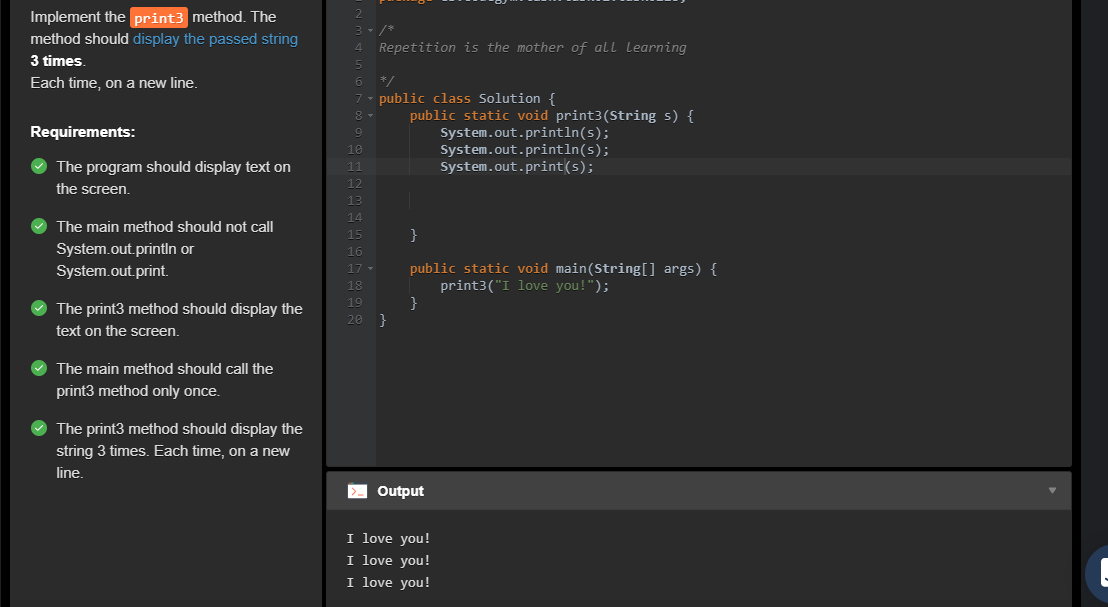 Implement the print3 method. The
method should display the passed string
3 times.
Each time, on a new line.
Requirements:
The program should display text on
the screen.
The main method should not call
System.out.println or
System.out.print.
The print3 method should display the
text on the screen.
The main method should call the
print3 method only once.
The print3 method should display the
string 3 times. Each time, on a new
line.
2
3 /*
4 Repetition is the mother of all learning
5
6 */
7 public class Solution {
8 public static void print3(String s) {
9 System.out.println(s);
10 System.out.println(s);
11 System.out.print(s);
12
13
14
15 }
16
17 public static void main(String[] args) {
18 print3("I love you!");
19 }
20 }
>_ Output
I love you!
I love you!
I love you!